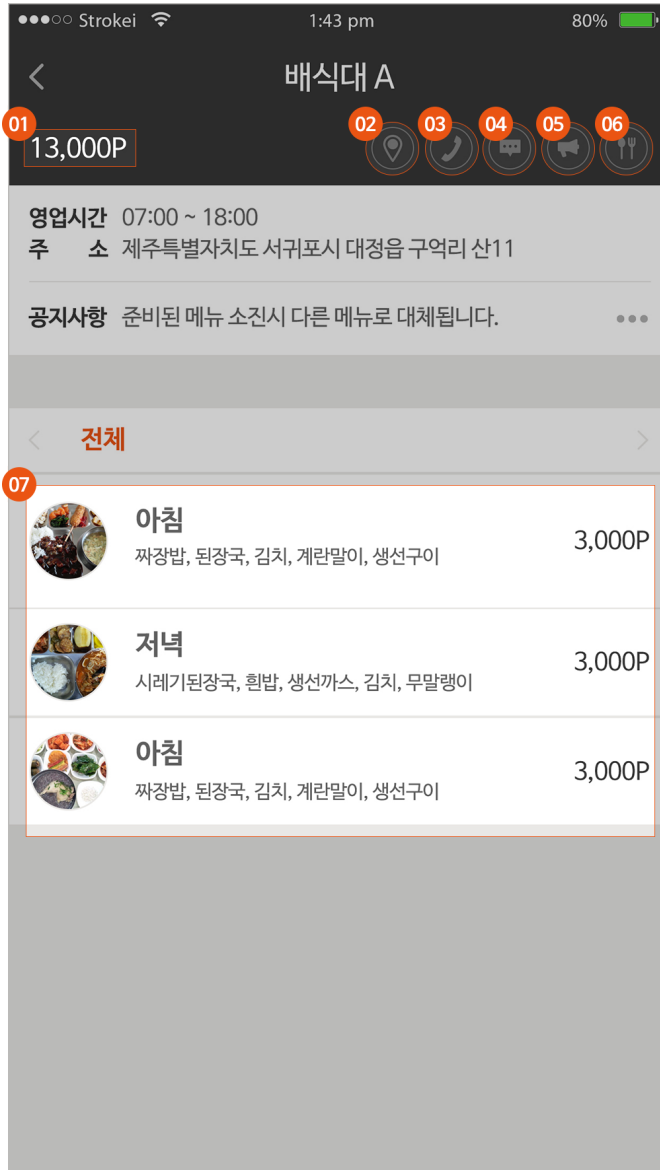 Strokei 1:43 pm 80%
배식대 A
01 02 03 04 05 06
13,000P
영업시간 07:00 ~ 18:00
주 소 제주특별자치도 서귀포시 대정읍 구억리 산11
공지사항 준비된 메뉴 소진시 다른 메뉴로 대체됩니다.
전체
07
아침
짜장밥, 된장국, 김치, 계란말이, 생선구이
3,000P
저녁
시레기된장국, 흰밥, 생선까스, 김치, 무말랭이
3,000P
아침
짜장밥, 된장국, 김치, 계란말이, 생선구이
3,000P